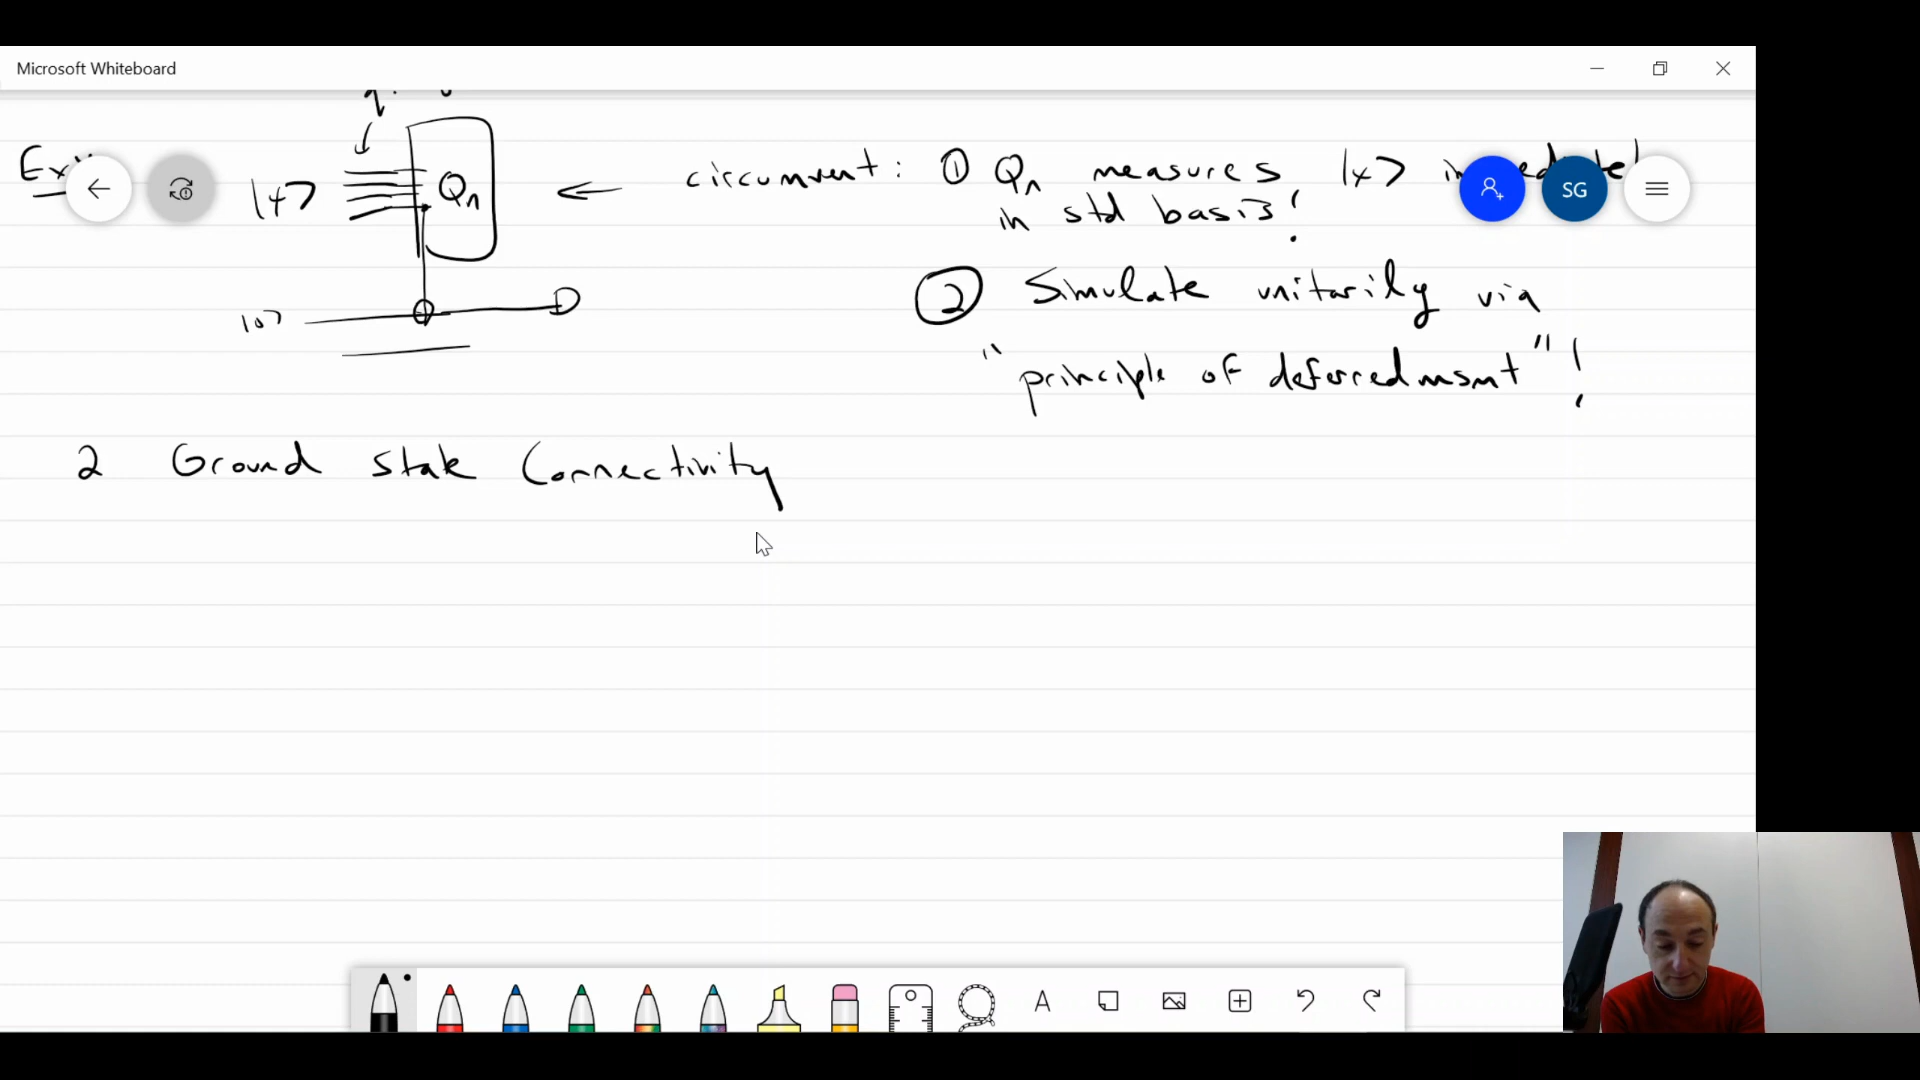 Microsoft Whiteboard
circumvent: ① Qn measures |x>
in std basis!
|x> Qn
SG
② Simulate unitarily via
|0>
"principle of deferred msmt"!
2 Ground State Connectivity
A